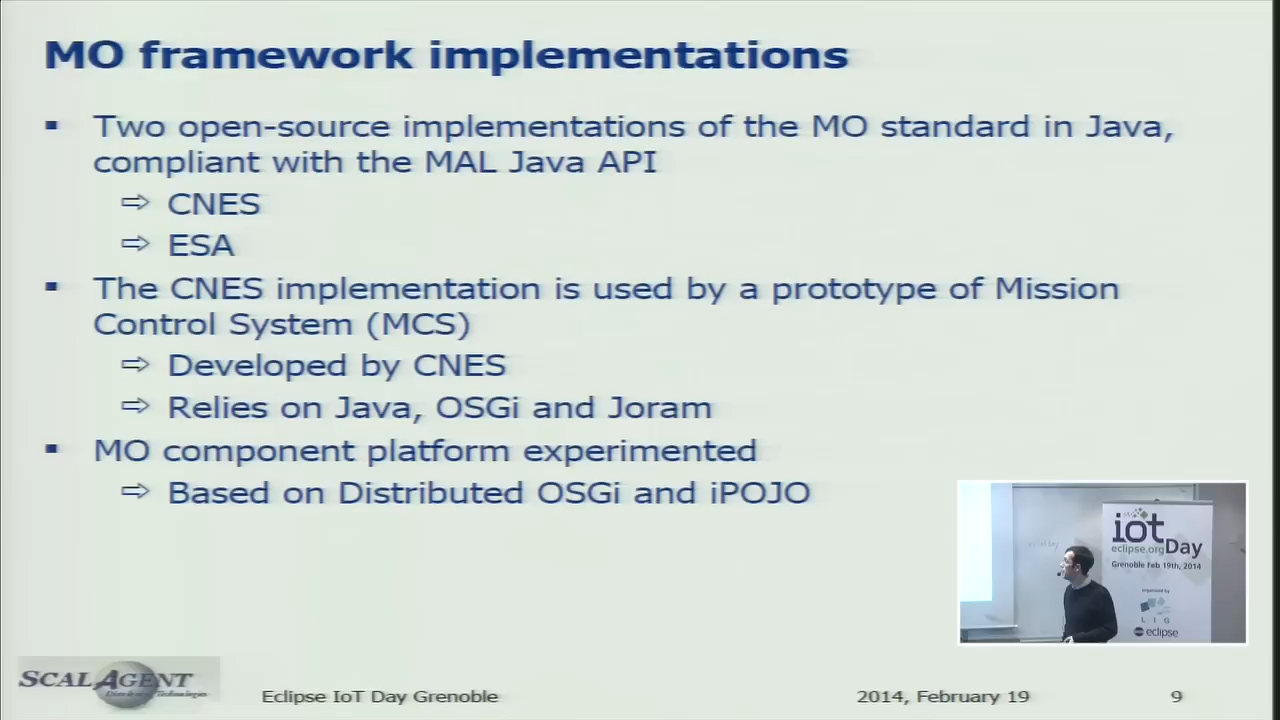 MO framework implementations
▪ Two open-source implementations of the MO standard in Java,
compliant with the MAL Java API
⇨ CNES
⇨ ESA
▪ The CNES implementation is used by a prototype of Mission
Control System (MCS)
⇨ Developed by CNES
⇨ Relies on Java, OSGi and Joram
▪ MO component platform experimented
⇨ Based on Distributed OSGi and iPOJO
iot
eclipse.org Day
Grenoble Feb 19th, 2014
organised by
L I G
eclipse
SCALAGENT
Technologies
Eclipse IoT Day Grenoble
2014, February 19
9